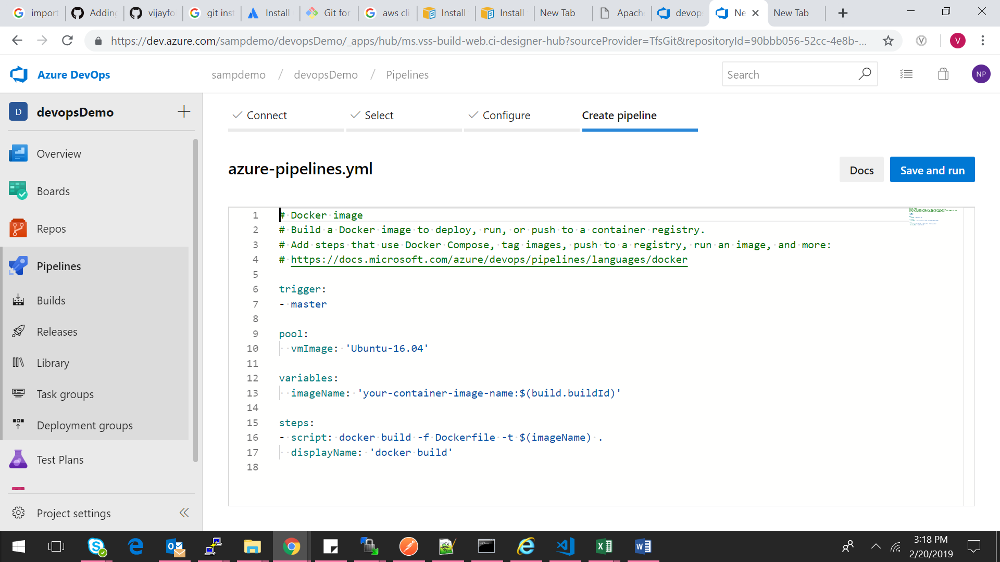 import
Adding
vijayfo
git inst
Install
Git for
aws cli
Install
Install
New Tab
Apache
devops
Ne
New Tab
https://dev.azure.com/sampdemo/devopsDemo/_apps/hub/ms.vss-build-web.ci-designer-hub?sourceProvider=TfsGit&repositoryId=90bbb056-52cc-4e8b-...
V
Azure DevOps
sampdemo / devopsDemo / Pipelines
Search
NP
D devopsDemo
Overview
Boards
Repos
Pipelines
Builds
Releases
Library
Task groups
Deployment groups
Test Plans
Project settings
Connect
Select
Configure
Create pipeline
azure-pipelines.yml
Docs
Save and run
1 # Docker image
2 # Build a Docker image to deploy, run, or push to a container registry.
3 # Add steps that use Docker Compose, tag images, push to a registry, run an image, and more:
4 # https://docs.microsoft.com/azure/devops/pipelines/languages/docker
5
6 trigger:
7 - master
8
9 pool:
10 vmImage: 'Ubuntu-16.04'
11
12 variables:
13 imageName: 'your-container-image-name:$(build.buildId)'
14
15 steps:
16 - script: docker build -f Dockerfile -t $(imageName) .
17 displayName: 'docker build'
18
3:18 PM
2/20/2019